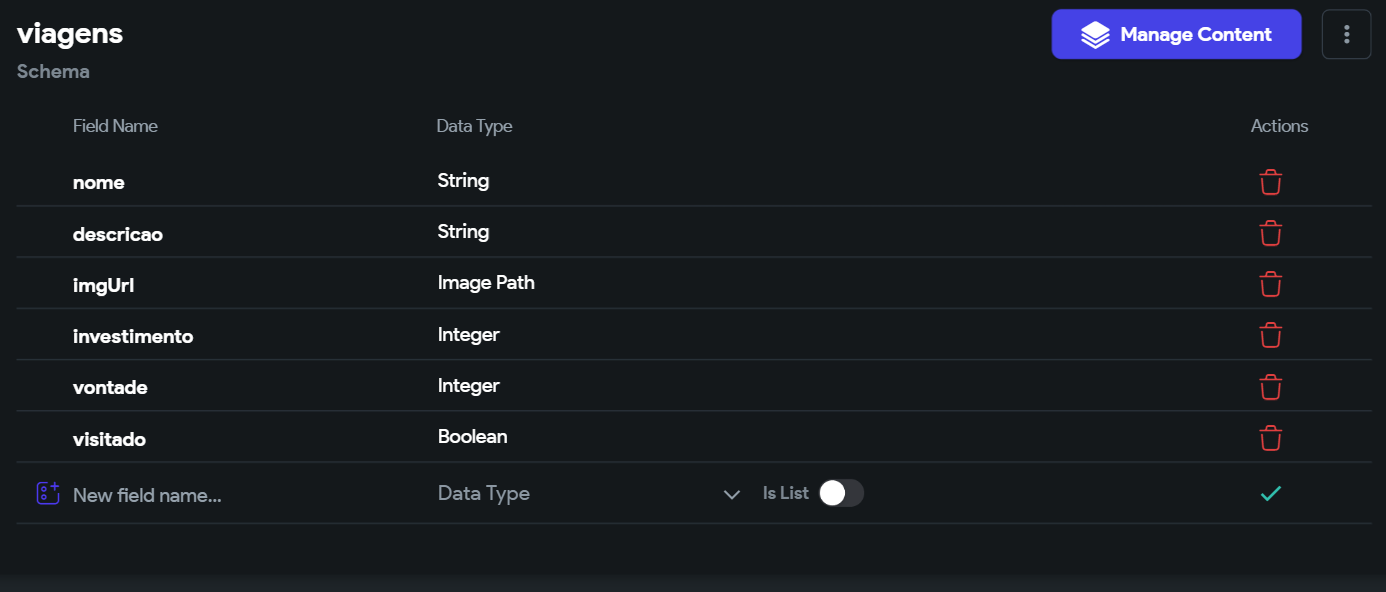 viagens
Manage Content
Schema
Field Name Data Type Actions
nome String
descricao String
imgUrl Image Path
investimento Integer
vontade Integer
visitado Boolean
New field name... Data Type Is List